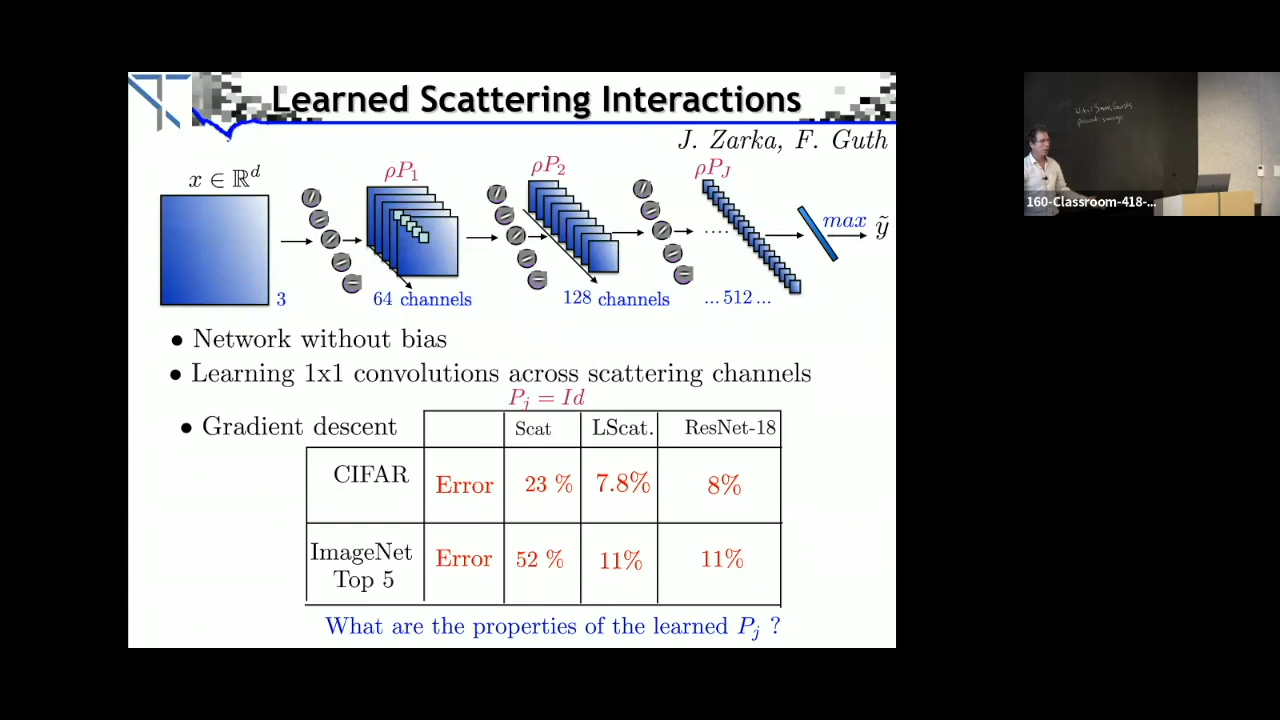 Learned Scattering Interactions
J. Zarka, F. Guth
x ∈ ℝ^d
ρP_1
ρP_2
ρP_J
max ỹ
....
3
64 channels
128 channels
...512...
• Network without bias
• Learning 1x1 convolutions across scattering channels
P_j = Id
• Gradient descent
Scat LScat. ResNet-18
CIFAR Error 23 % 7.8% 8%
ImageNet Top 5 Error 52 % 11% 11%
What are the properties of the learned P_j ?
160-Classroom-418-...